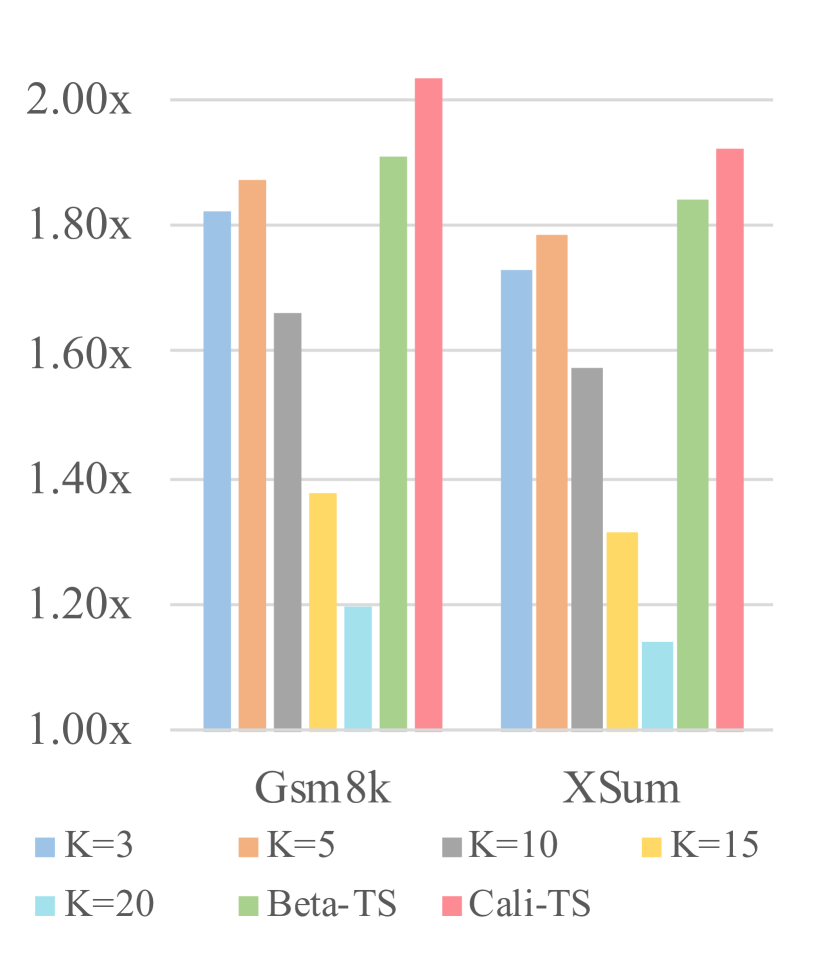 2.00x
1.80x
1.60x
1.40x
1.20x
1.00x
Gsm8k XSum
K=3 K=5 K=10 K=15
K=20 Beta-TS Cali-TS